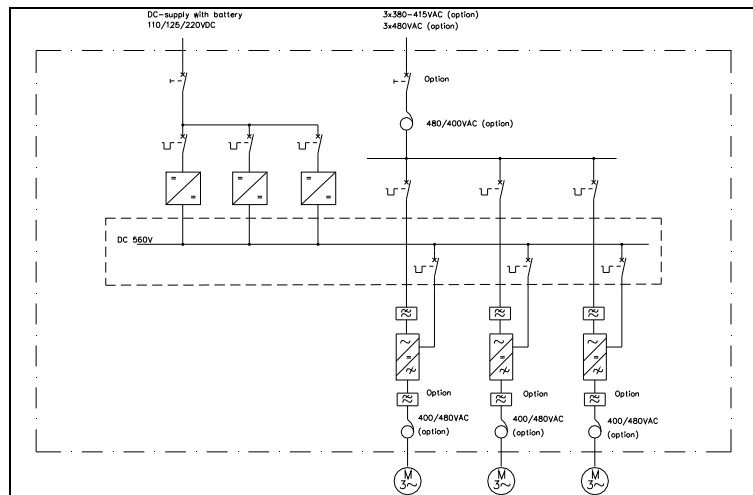 DC-supply with battery
110/125/220VDC
3x380-415VAC (option)
3x480VAC (option)
Option
480/400VAC (option)
DC 560V
Option
Option
Option
400/480VAC
(option)
400/480VAC
(option)
400/480VAC
(option)
M
3~
M
3~
M
3~